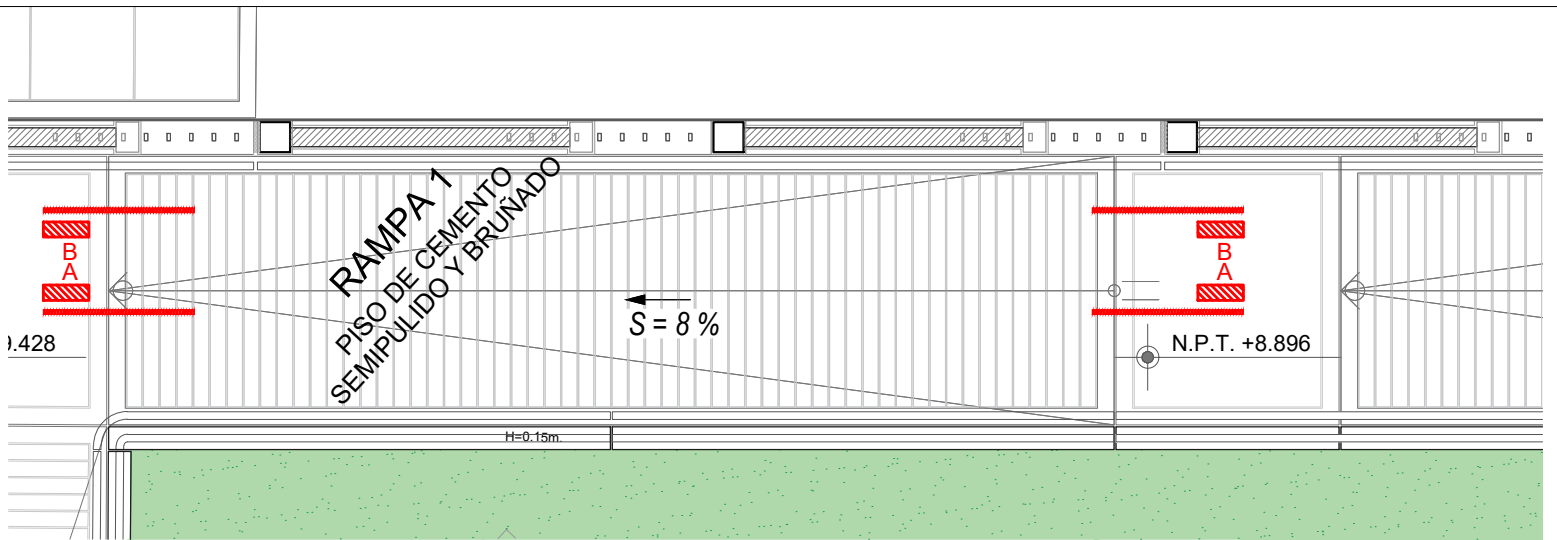 RAMPA 1
PISO DE CEMENTO
SEMIPULIDO Y BRUÑADO
B
A
S = 8 %
B
A
9.428
N.P.T. +8.896
H=0.15m.